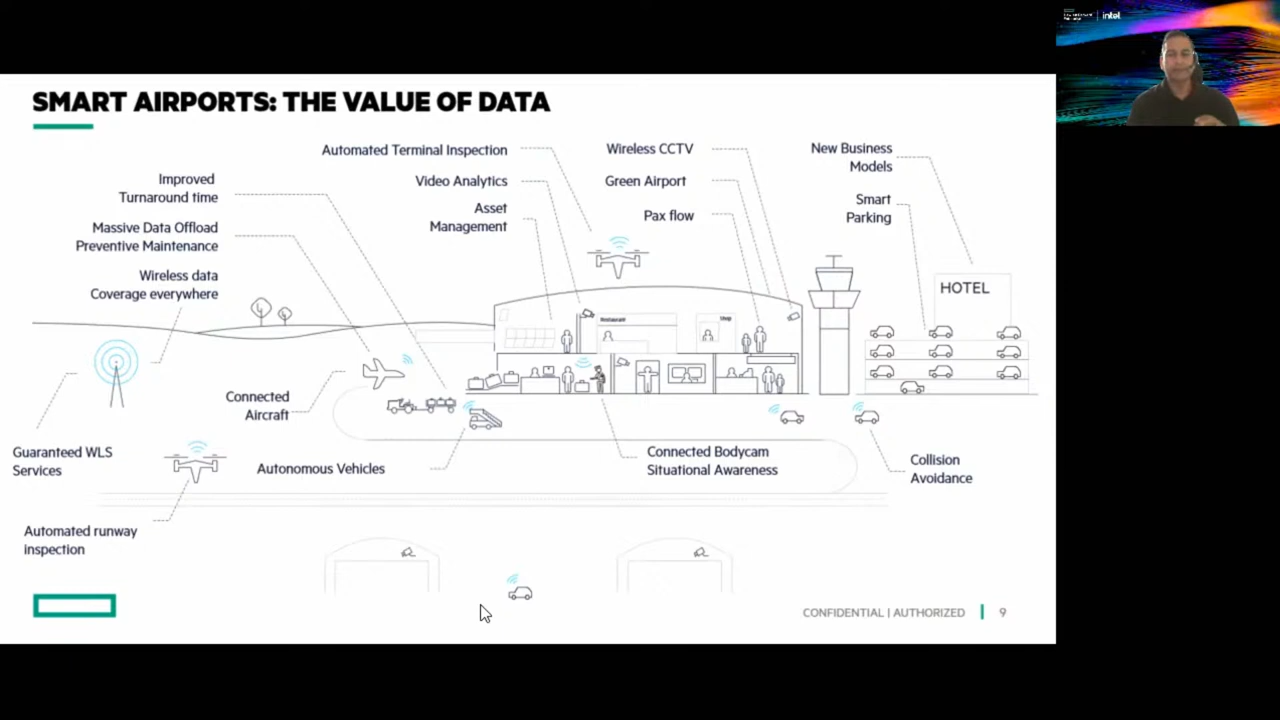 SMART AIRPORTS: THE VALUE OF DATA
intel
Automated Terminal Inspection
Wireless CCTV
New Business
Models
Improved
Turnaround time
Video Analytics
Green Airport
Asset
Management
Pax flow
Smart
Parking
Massive Data Offload
Preventive Maintenance
Wireless data
Coverage everywhere
HOTEL
Restaurant
Shop
Connected
Aircraft
Guaranteed WLS
Services
Autonomous Vehicles
Connected Bodycam
Situational Awareness
Collision
Avoidance
Automated runway
inspection
CONFIDENTIAL | AUTHORIZED
9